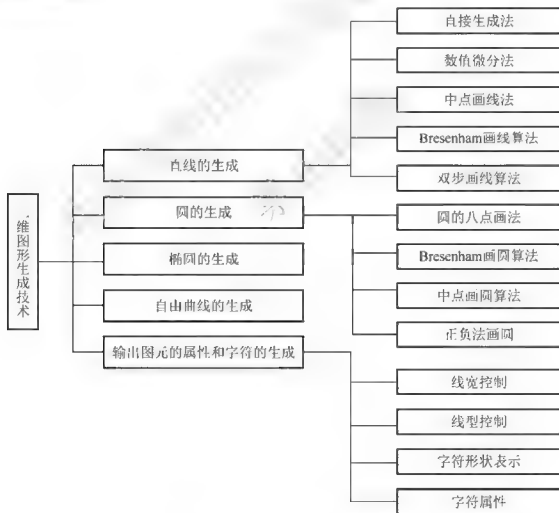 直接生成法
数值微分法
中点画线法
Bresenham画线算法
直线的生成
双步画线算法
圆的生成
圆的八点画法
维图形生成技术
椭圆的生成
Bresenham画圆算法
自由曲线的生成
中点画圆算法
输出图元的属性和字符的生成
正负法画圆
线宽控制
线型控制
字符形状表示
字符属性